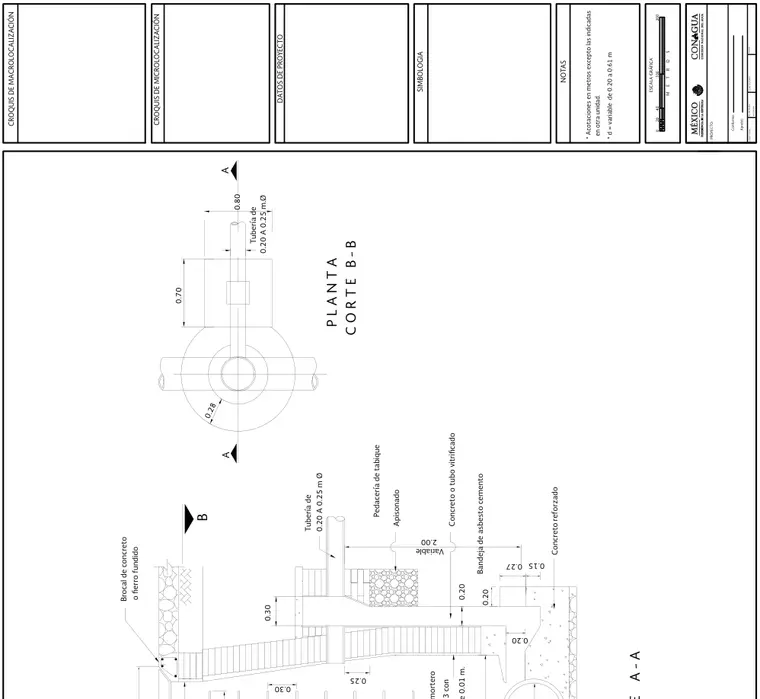 CROQUIS DE MACROLOCALIZACIÓN
CROQUIS DE MICROLOCALIZACIÓN
DATOS DE PROYECTO
SIMBOLOGIA
NOTAS
* Acotaciones en metros excepto las indicadas
en otra unidad.
* d = variable de 0.20 a 0.61 m
ESCALA GRÁFICA
M E T R O S
MÉXICO
CONAGUA
PROYECTO:
A
0.80
Tubería de
0.20 A 0.25 m.Ø
0.70
0.28
A
PLANTA
CORTE B-B
B
Brocal de concreto
o fierro fundido
Tubería de
0.20 A 0.25 m Ø
Pedacería de tabique
Apisonado
Concreto o tubo vitrificado
Bandeja de asbesto cemento
Concreto reforzado
Variable
2.00
0.30
0.20
0.20
0.27
0.15
0.20
0.25
0.30
mortero
3 con
e 0.01 m.
E A-A